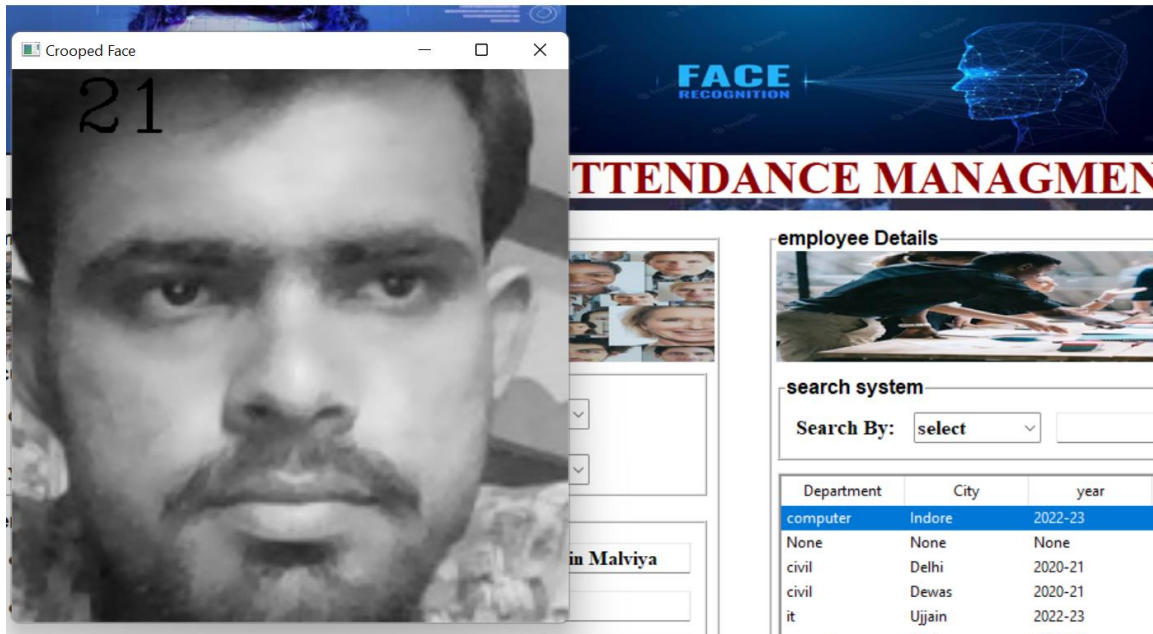 Crooped Face
21
FACE
RECOGNITION
TTENDANCE MANAGMEN
employee Details
search system
Search By: select
Department City year
computer Indore 2022-23
None None None
civil Delhi 2020-21
civil Dewas 2020-21
it Ujjain 2022-23
in Malviya